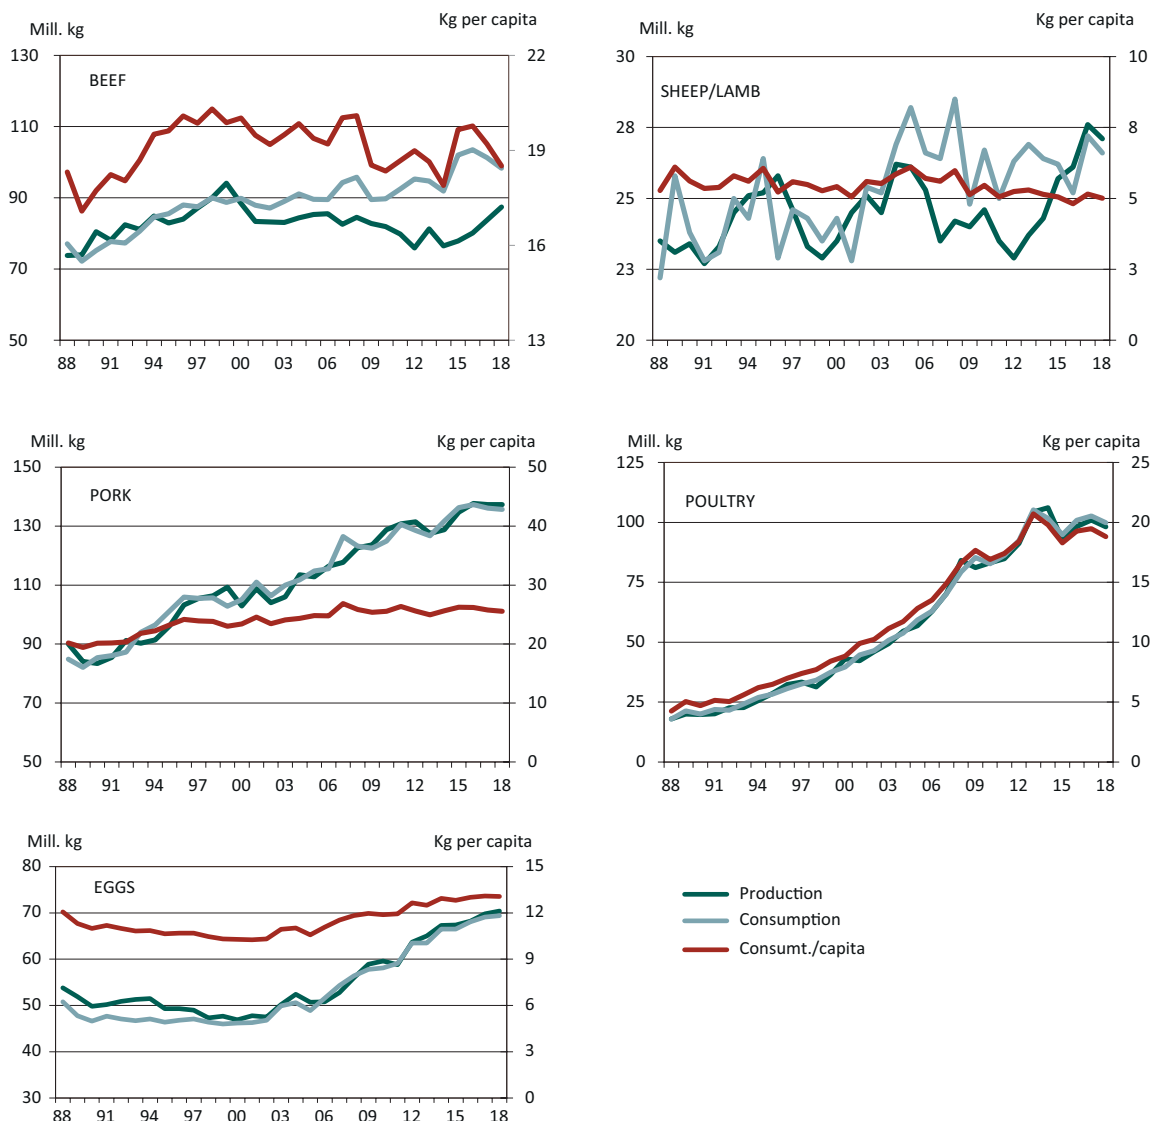 Mill. kg
Kg per capita
BEEF
130
110
90
70
50
22
19
16
13
88 91 94 97 00 03 06 09 12 15 18
Mill. kg
Kg per capita
SHEEP/LAMB
30
28
25
23
20
10
8
5
3
0
88 91 94 97 00 03 06 09 12 15 18
Mill. kg
Kg per capita
PORK
150
130
110
90
70
50
50
40
30
20
10
0
88 91 94 97 00 03 06 09 12 15 18
Mill. kg
Kg per capita
POULTRY
125
100
75
50
25
0
25
20
15
10
5
0
88 91 94 97 00 03 06 09 12 15 18
Mill. kg
Kg per capita
EGGS
80
70
60
50
40
30
15
12
9
6
3
0
88 91 94 97 00 03 06 09 12 15 18
Production
Consumption
Consumt./capita